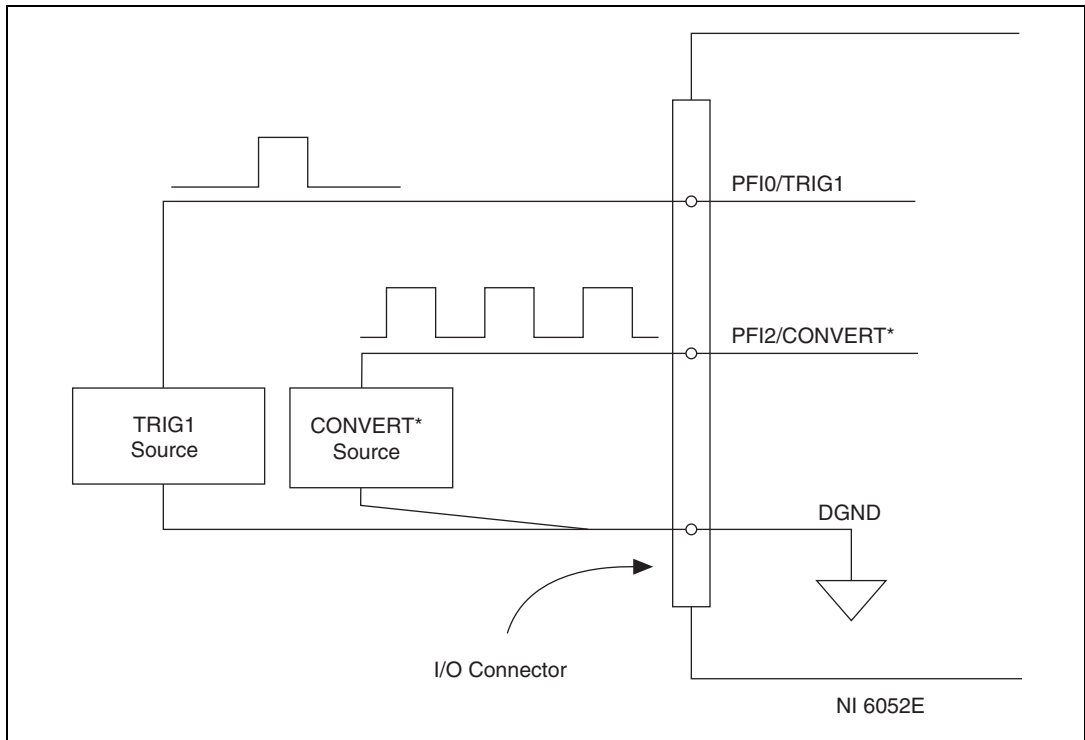 PFI0/TRIG1
PFI2/CONVERT*
TRIG1
Source
CONVERT*
Source
DGND
I/O Connector
NI 6052E